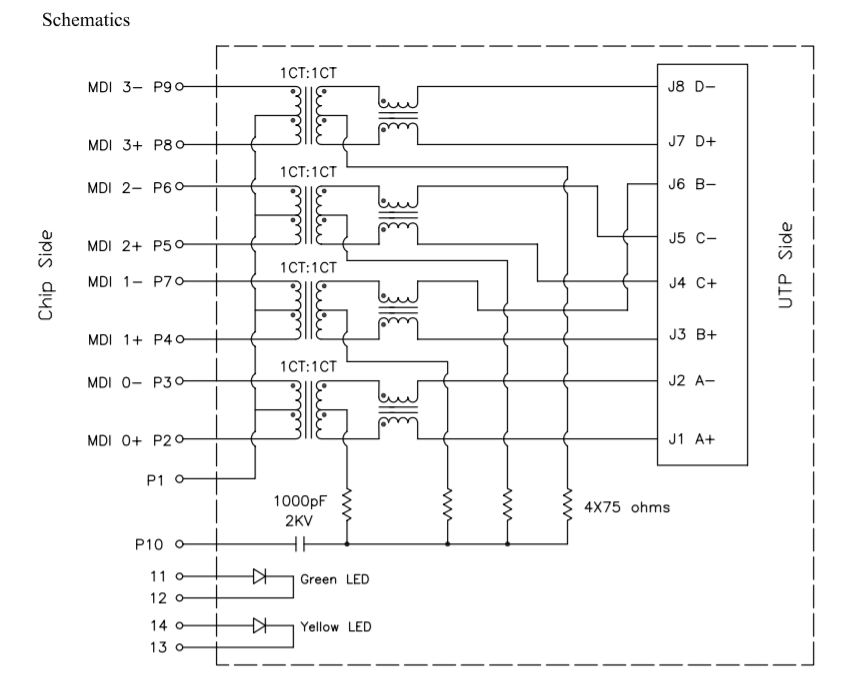 Schematics
1CT:1CT
MDI 3- P9
J8 D-
MDI 3+ P8
J7 D+
1CT:1CT
MDI 2- P6
J6 B-
MDI 2+ P5
J5 C-
1CT:1CT
MDI 1- P7
J4 C+
MDI 1+ P4
J3 B+
1CT:1CT
MDI 0- P3
J2 A-
MDI 0+ P2
J1 A+
Chip Side
UTP Side
P1
1000pF
2KV
4X75 ohms
P10
11
Green LED
12
14
Yellow LED
13